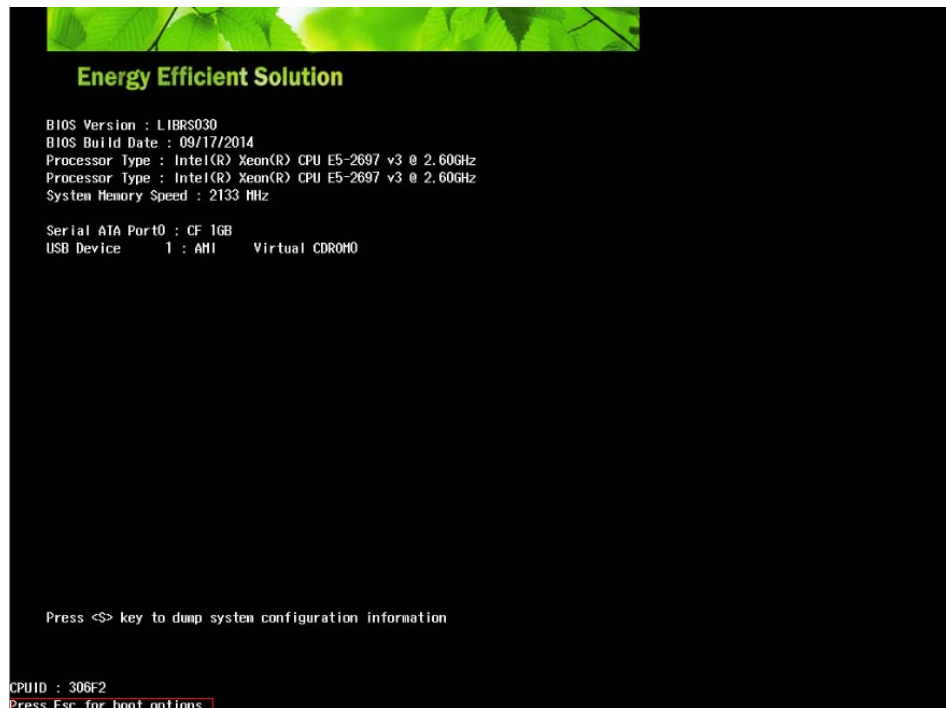 Energy Efficient Solution
BIOS Version : LIBRS030
BIOS Build Date : 09/17/2014
Processor Type : Intel(R) Xeon(R) CPU E5-2697 v3 @ 2.60GHz
Processor Type : Intel(R) Xeon(R) CPU E5-2697 v3 @ 2.60GHz
System Memory Speed : 2133 MHz
Serial ATA Port0 : CF 1GB
USB Device 1 : AMI Virtual CDROM0
Press <S> key to dump system configuration information
CPUID : 306F2
Press Esc for boot options